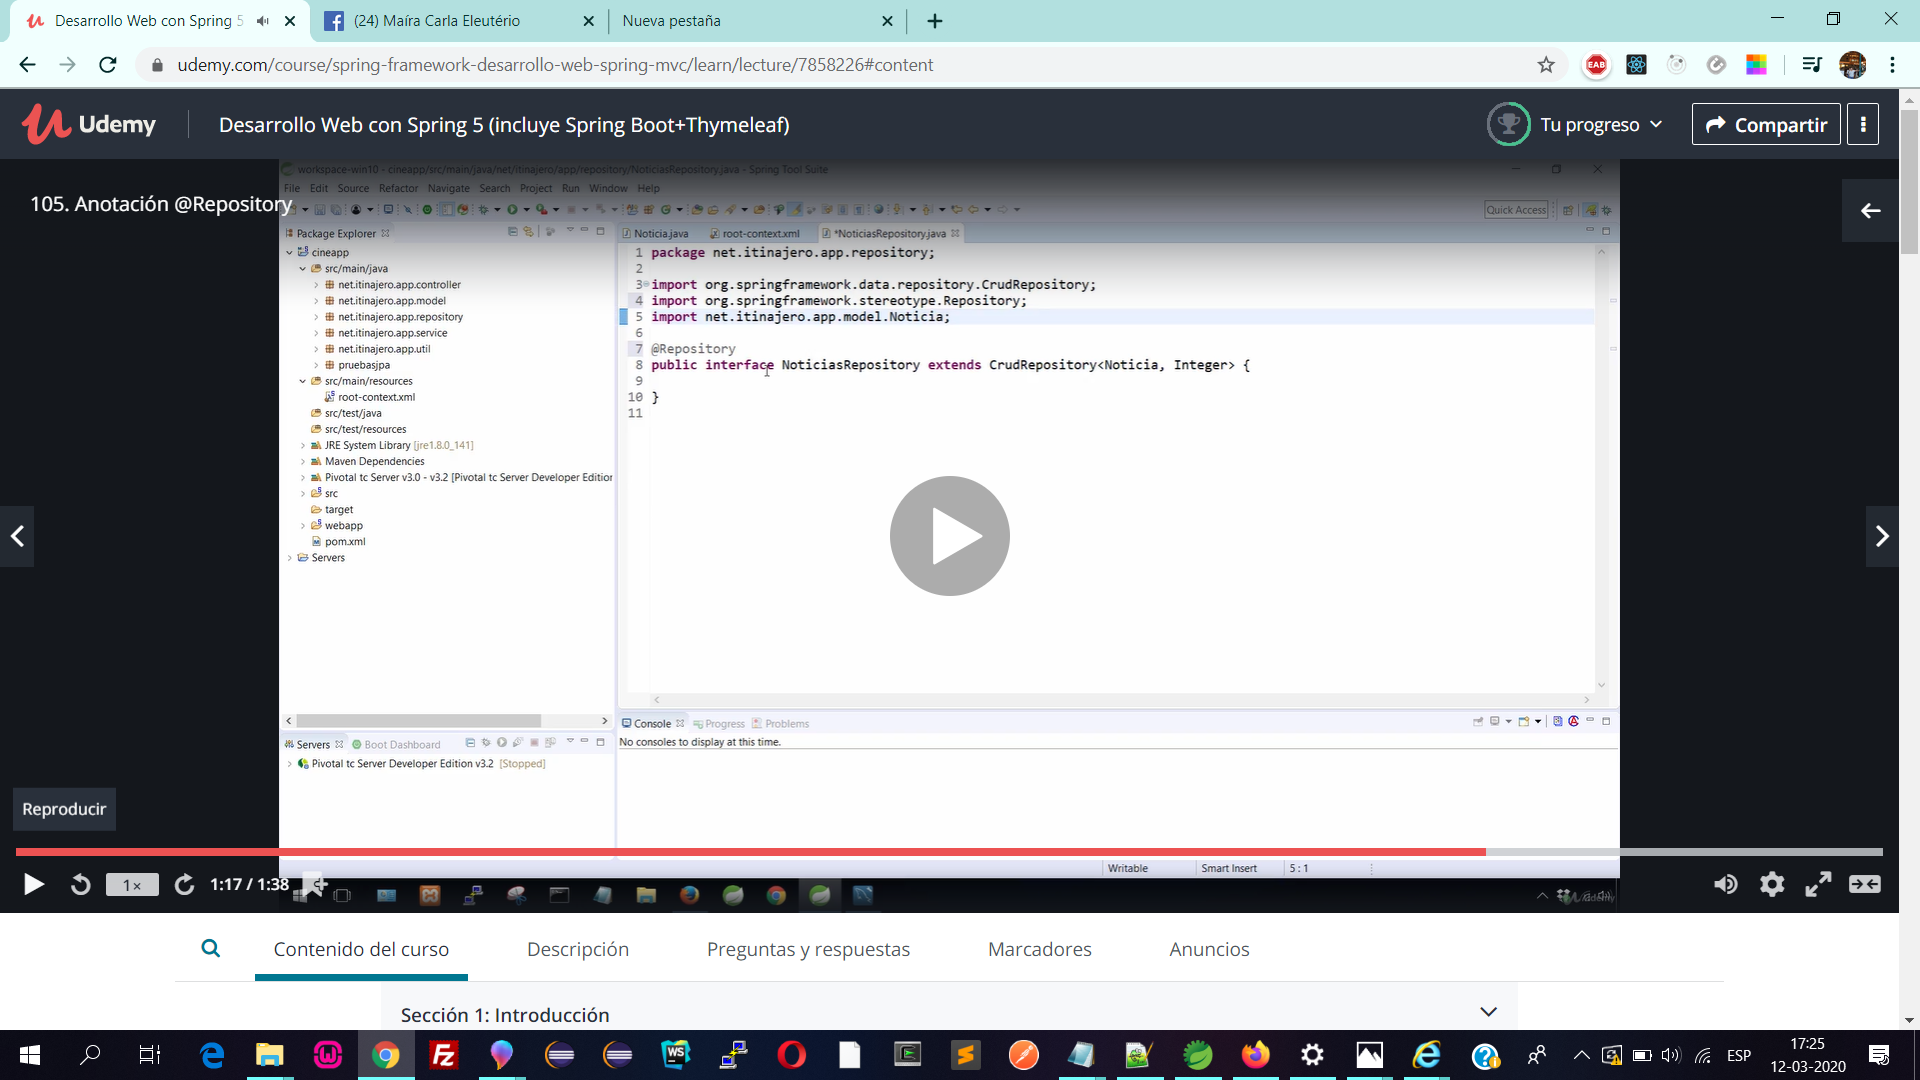 Desarrollo Web con Spring 5
(24) Maíra Carla Eleutério
Nueva pestaña
udemy.com/course/spring-framework-desarrollo-web-spring-mvc/learn/lecture/7858226#content
EAB
Udemy
Desarrollo Web con Spring 5 (incluye Spring Boot+Thymeleaf)
Tu progreso
Compartir
workspace-win10 - cineapp/src/main/java/net/itinajero/app/repository/NoticiasRepository.java - Spring Tool Suite
File Edit Source Refactor Navigate Search Project Run Window Help
105. Anotación @Repository
Quick Access
Package Explorer
Noticia.java
root-context.xml
*NoticiasRepository.java
cineapp
src/main/java
net.itinajero.app.controller
net.itinajero.app.model
net.itinajero.app.repository
net.itinajero.app.service
net.itinajero.app.util
pruebasjpa
src/main/resources
root-context.xml
src/test/java
src/test/resources
JRE System Library [jre1.8.0_141]
Maven Dependencies
Pivotal tc Server v3.0 - v3.2 [Pivotal tc Server Developer Edition
src
target
webapp
pom.xml
Servers
1 package net.itinajero.app.repository;
2
3 import org.springframework.data.repository.CrudRepository;
4 import org.springframework.stereotype.Repository;
5 import net.itinajero.app.model.Noticia;
6
7 @Repository
8 public interface NoticiasRepository extends CrudRepository<Noticia, Integer> {
9
10 }
11
Console
Progress
Problems
No consoles to display at this time.
Servers
Boot Dashboard
Pivotal tc Server Developer Edition v3.2 [Stopped]
Reproducir
Writable
Smart Insert
5 : 1
1×
1:17 / 1:38
Udemy
Contenido del curso
Descripción
Preguntas y respuestas
Marcadores
Anuncios
Sección 1: Introducción
FZ
WS
ESP
17:25
12-03-2020